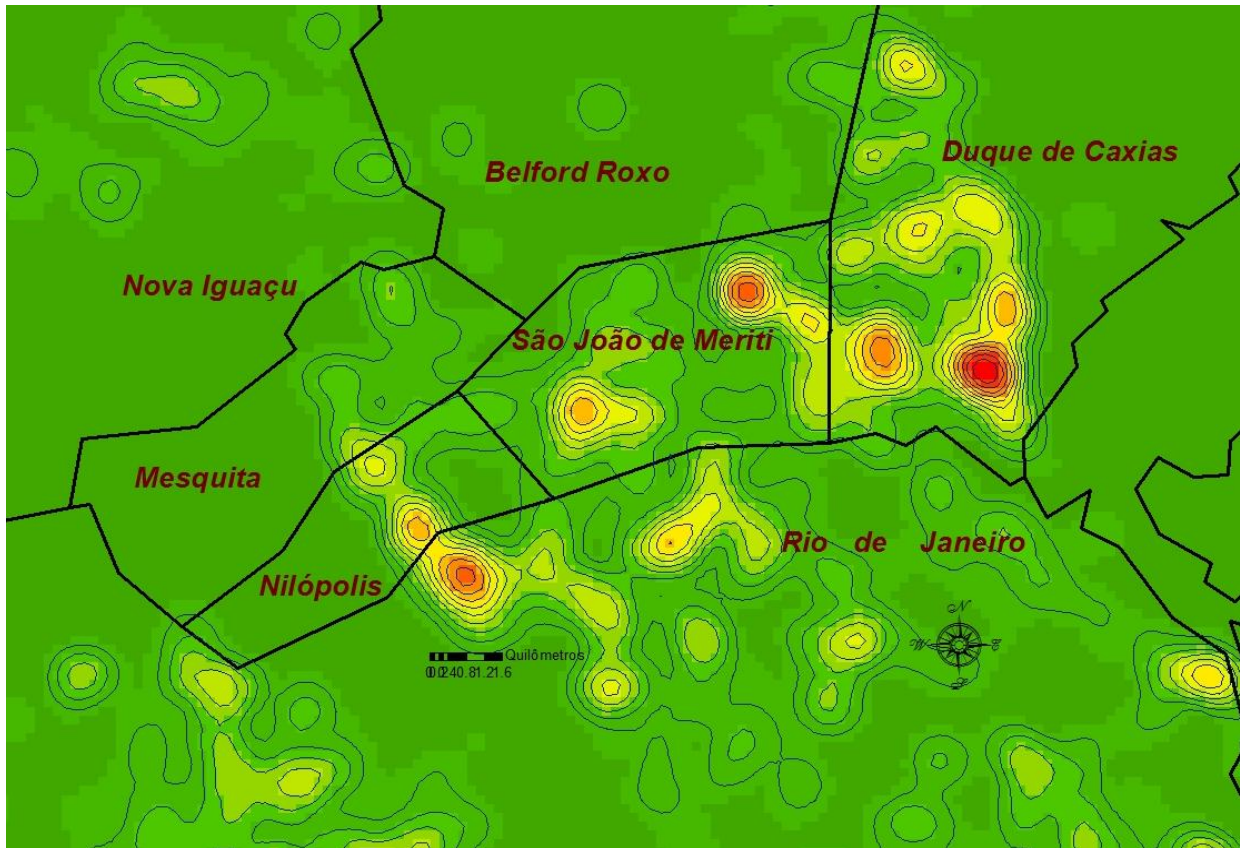 Duque de Caxias
Belford Roxo
Nova Iguaçu
São João de Meriti
Mesquita
Rio de Janeiro
Nilópolis
N
W E
S
Quilômetros